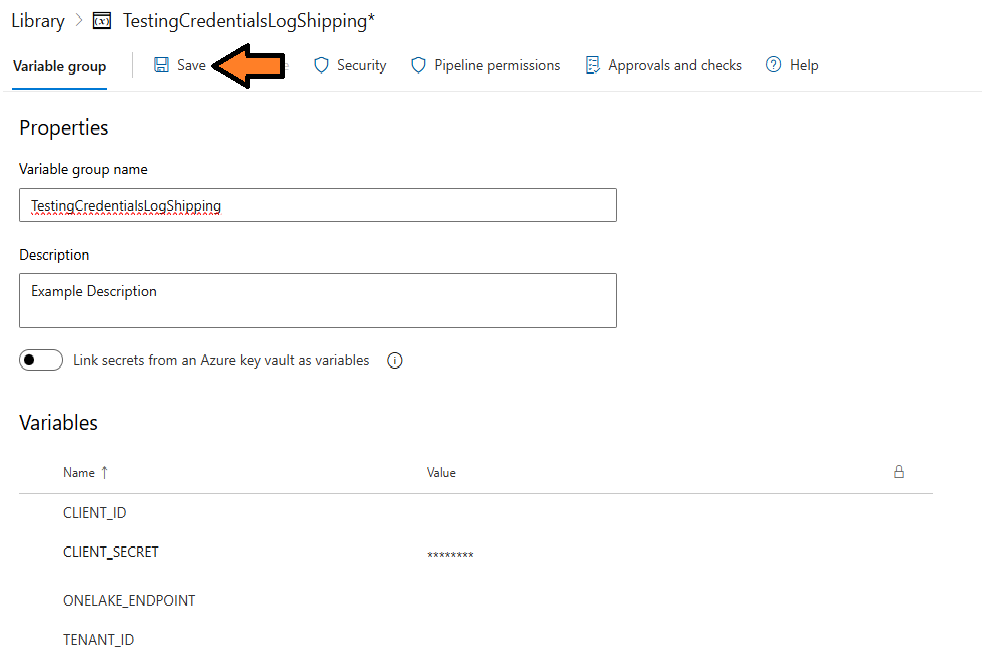 Library > TestingCredentialsLogShipping*
Variable group Save Security Pipeline permissions Approvals and checks Help
Properties
Variable group name
TestingCredentialsLogShipping
Description
Example Description
Link secrets from an Azure key vault as variables
Variables
Name ↑ Value
CLIENT_ID
CLIENT_SECRET ********
ONELAKE_ENDPOINT
TENANT_ID